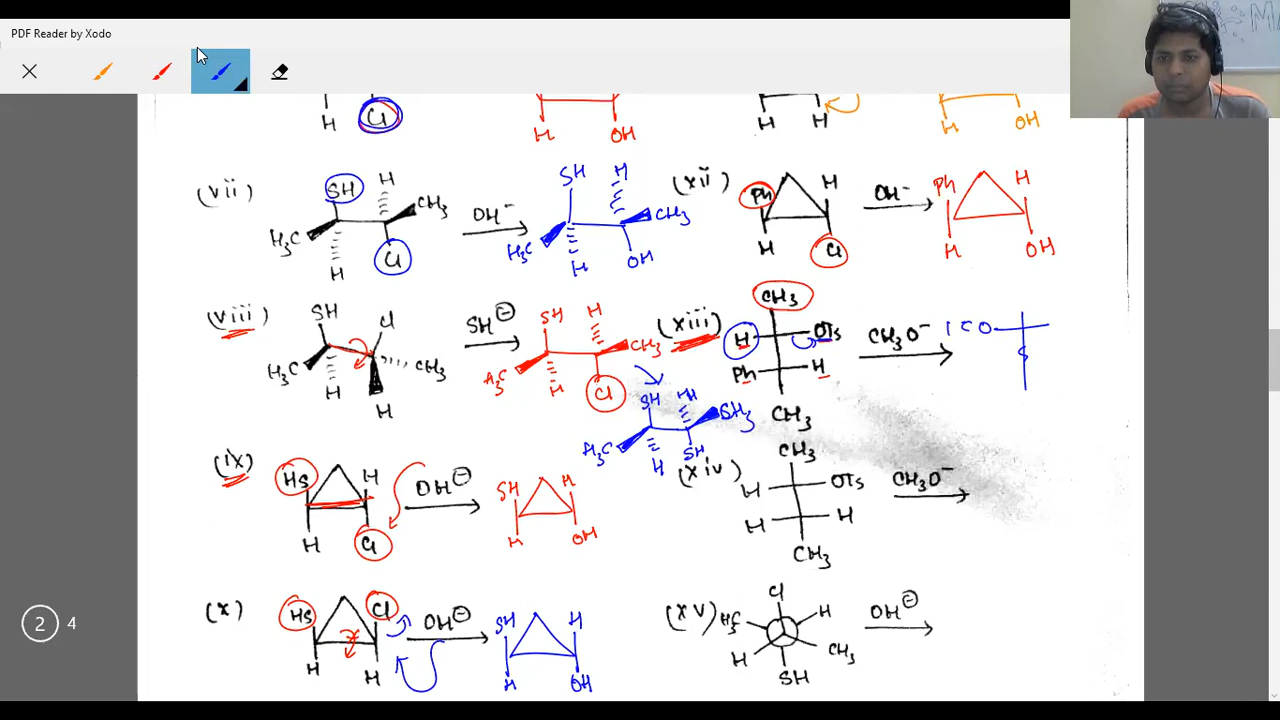 PDF Reader by Xodo
H
Cl
H
OH
H
H
H
OH
(vii)
SH
H
H3C
CH3
H
Cl
OH-
SH
H
H3C
CH3
H
OH
(xii)
Ph
H
H
Cl
OH-
Ph
H
H
OH
(viii)
SH
Cl
H3C
CH3
H
H
SH⊖
SH
H
H3C
CH3
H
Cl
SH
H
H3C
SH3
H
SH
(xiii)
CH3
H
OTs
Ph
H
CH3
CH3O-
(ix)
HS
H
H
Cl
OH⊖
SH
H
H
OH
(xiv)
CH3
H
OTs
H
H
CH3
CH3O-
(x)
HS
Cl
H
H
OH⊖
SH
H
H
OH
(xv)
Cl
H3C
H
H
CH3
SH
OH⊖
2 4